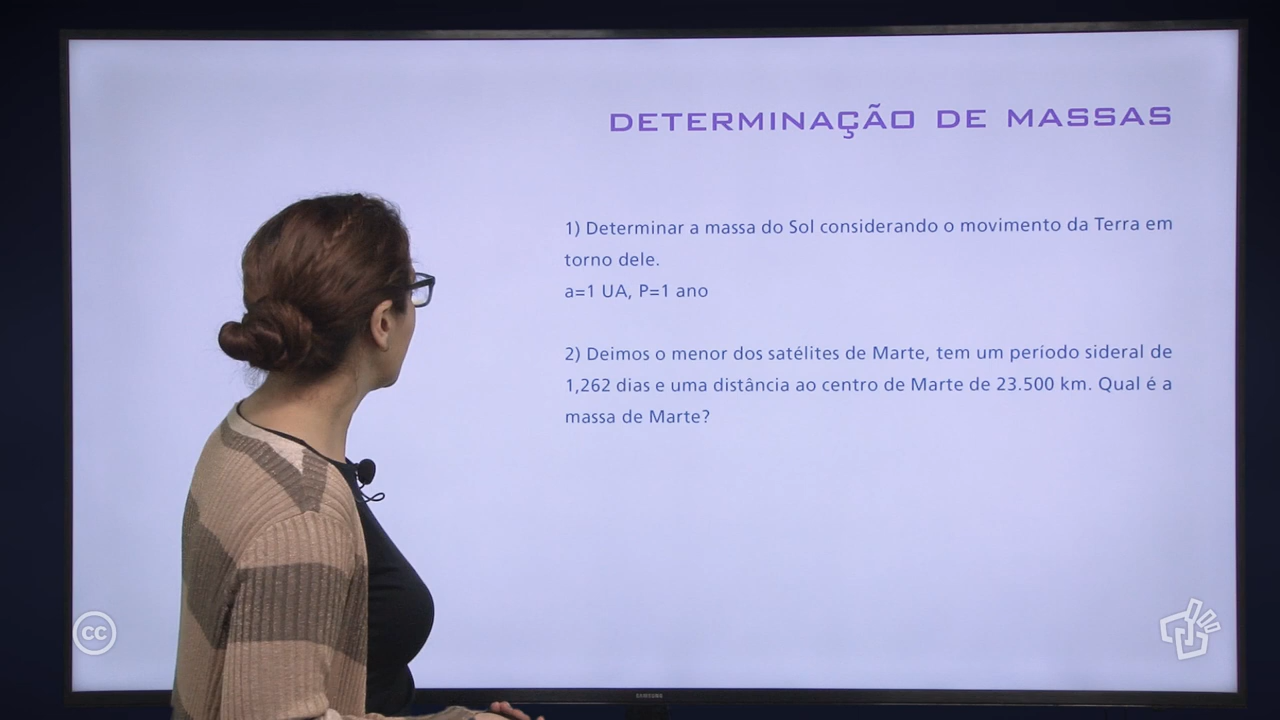 DETERMINAÇÃO DE MASSAS
1) Determinar a massa do Sol considerando o movimento da Terra em
torno dele.
a=1 UA, P=1 ano
2) Deimos o menor dos satélites de Marte, tem um período sideral de
1,262 dias e uma distância ao centro de Marte de 23.500 km. Qual é a
massa de Marte?
cc
SAMSUNG